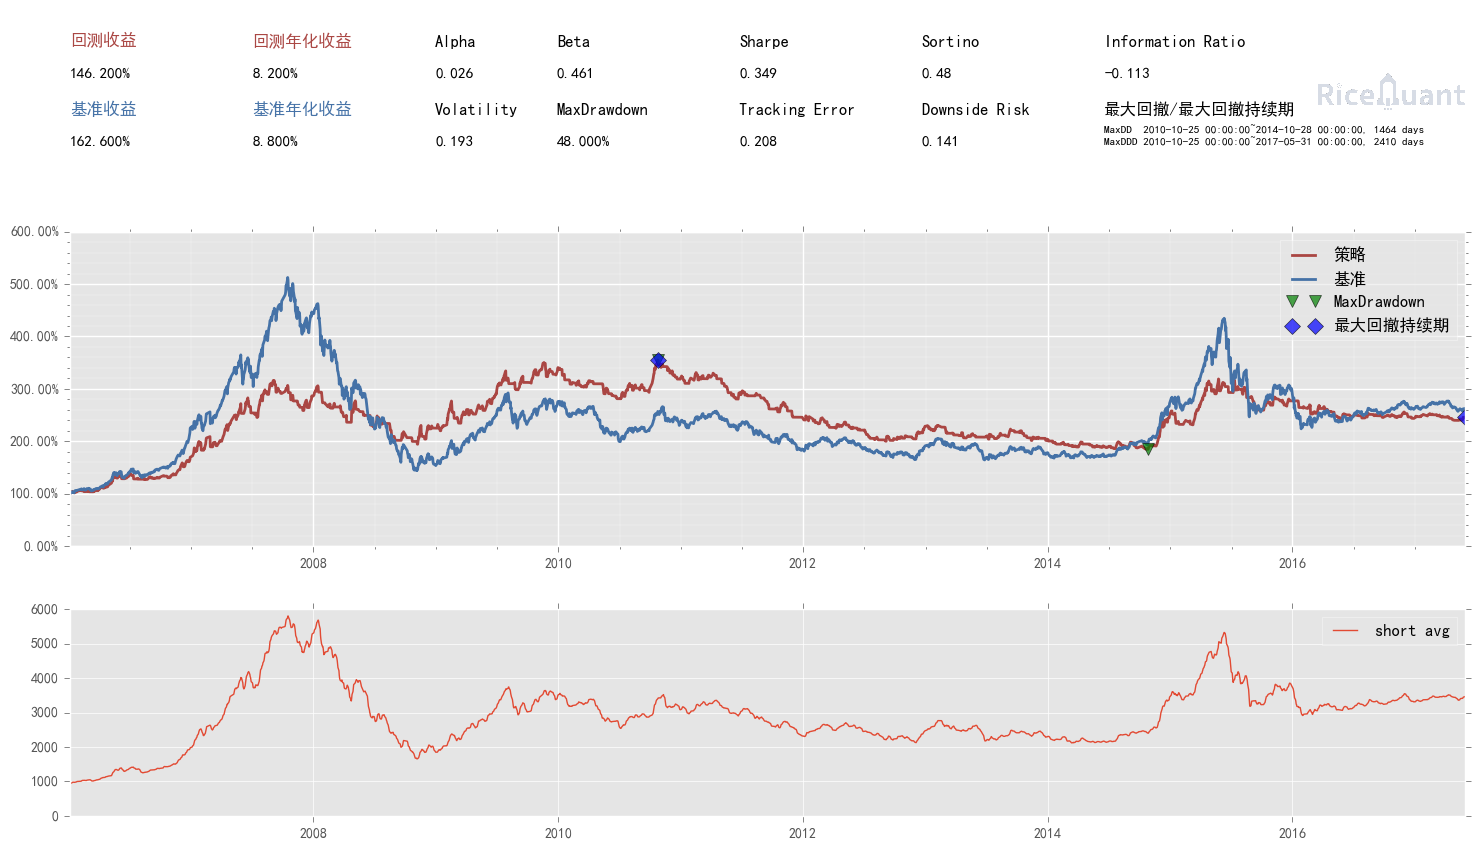 回测收益 回测年化收益 Alpha Beta Sharpe Sortino Information Ratio
146.200% 8.200% 0.026 0.461 0.349 0.48 -0.113
RiceQuant
基准收益 基准年化收益 Volatility MaxDrawdown Tracking Error Downside Risk 最大回撤/最大回撤持续期
MaxDD 2010-10-25 00:00:00~2014-10-28 00:00:00, 1464 days
162.600% 8.800% 0.193 48.000% 0.208 0.141
MaxDDD 2010-10-25 00:00:00~2017-05-31 00:00:00, 2410 days
600.00%
500.00%
400.00%
300.00%
200.00%
100.00%
0.00%
策略
基准
MaxDrawdown
最大回撤持续期
2008 2010 2012 2014 2016
6000
5000
4000
3000
2000
1000
0
short avg
2008 2010 2012 2014 2016